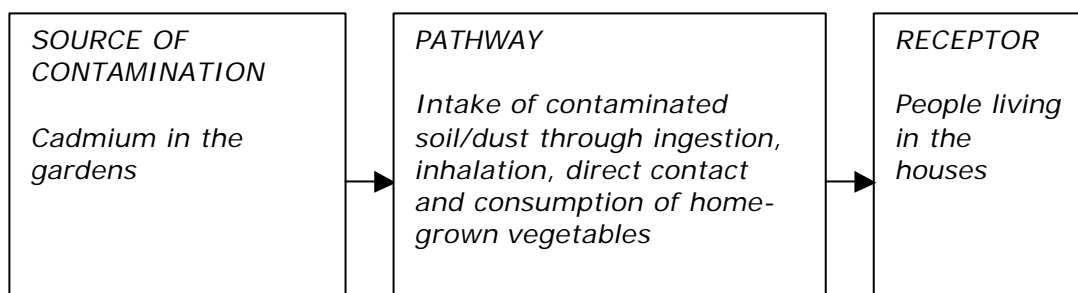 SOURCE OF
CONTAMINATION
Cadmium in the
gardens
PATHWAY
Intake of contaminated
soil/dust through ingestion,
inhalation, direct contact
and consumption of home-
grown vegetables
RECEPTOR
People living
in the
houses